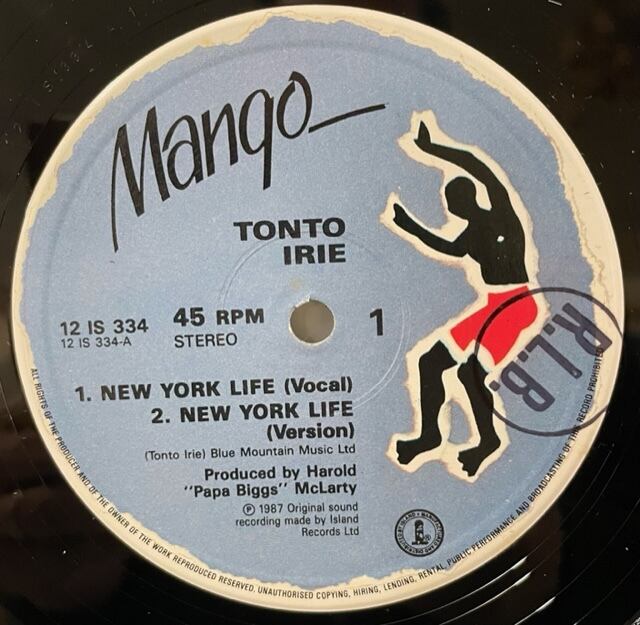 Mango
TONTO
IRIE
12 IS 334
12 IS 334-A
45 RPM
STEREO
1
1. NEW YORK LIFE (Vocal)
2. NEW YORK LIFE
(Version)
(Tonto Irie) Blue Mountain Music Ltd
Produced by Harold
"Papa Biggs" McLarty
℗ 1987 Original sound
recording made by Island
Records Ltd
R.L.B.
ALL RIGHTS OF THE PRODUCER AND OF THE OWNER OF THE WORK REPRODUCED RESERVED. UNAUTHORISED COPYING, HIRING, LENDING, RENTAL, PUBLIC PERFORMANCE AND BROADCASTING OF THIS RECORD PROHIBITED